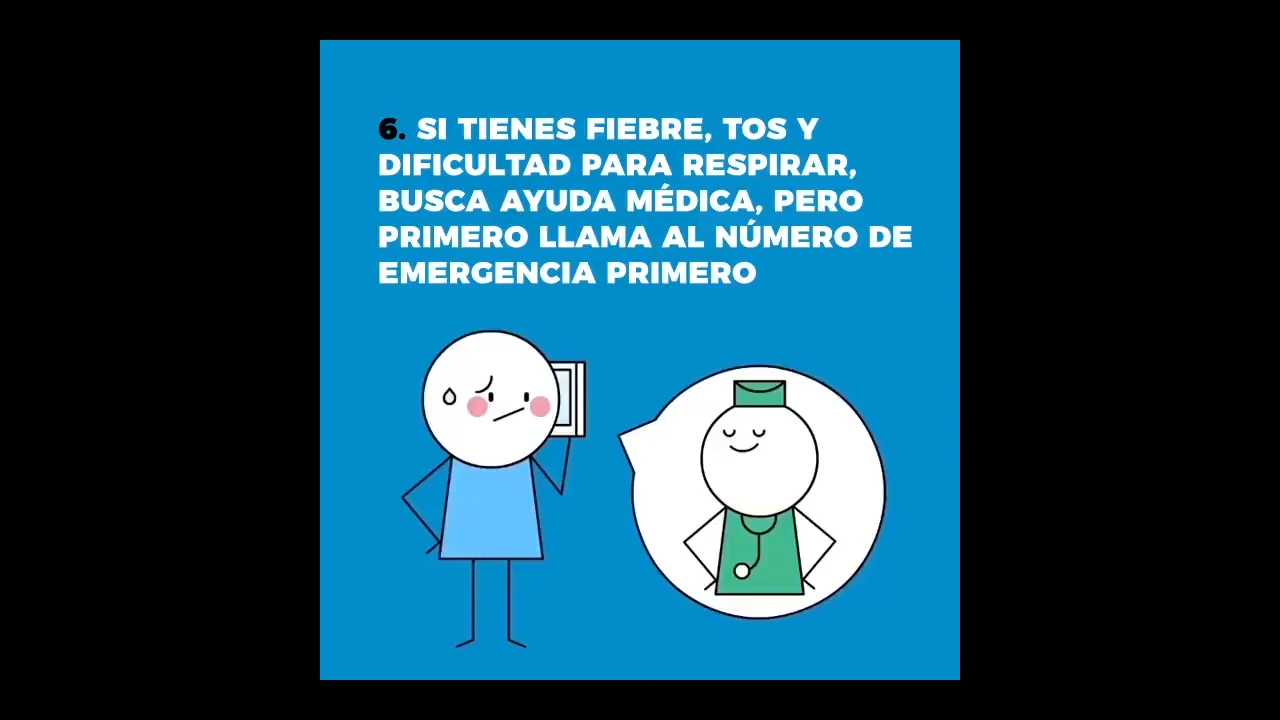 6. SI TIENES FIEBRE, TOS Y
DIFICULTAD PARA RESPIRAR,
BUSCA AYUDA MÉDICA, PERO
PRIMERO LLAMA AL NÚMERO DE
EMERGENCIA PRIMERO